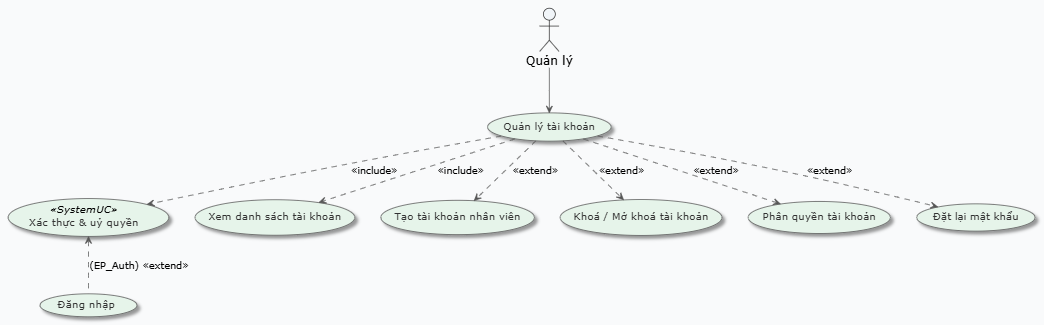 Quản lý
Quản lý tài khoản
«include»
«include»
«extend»
«extend»
«extend»
«extend»
«SystemUC»
Xác thực & uỷ quyền
Xem danh sách tài khoản
Tạo tài khoản nhân viên
Khoá / Mở khoá tài khoản
Phân quyền tài khoản
Đặt lại mật khẩu
(EP_Auth) «extend»
Đăng nhập